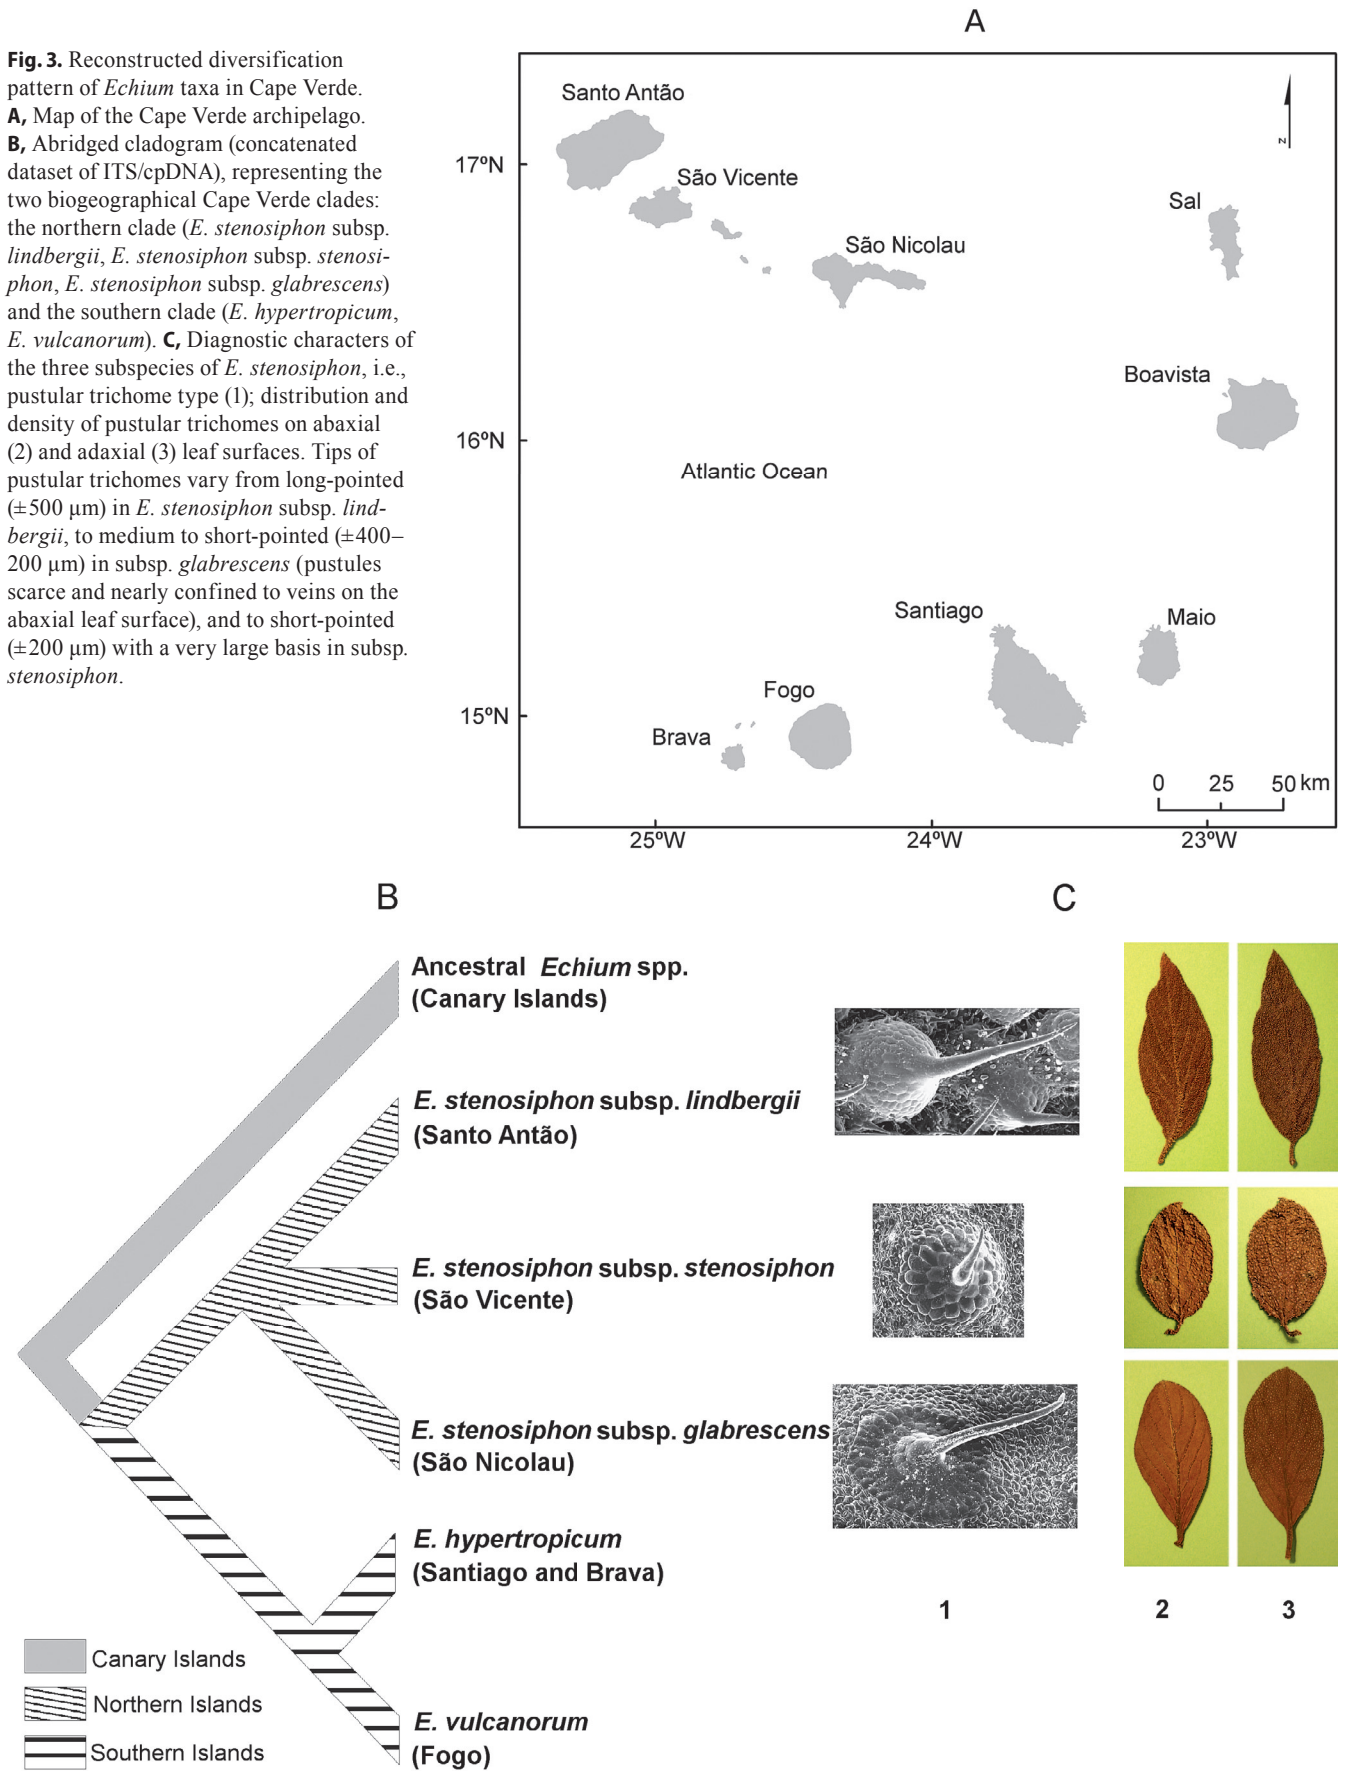 Fig. 3. Reconstructed diversification
pattern of Echium taxa in Cape Verde.
A, Map of the Cape Verde archipelago.
B, Abridged cladogram (concatenated
dataset of ITS/cpDNA), representing the
two biogeographical Cape Verde clades:
the northern clade (E. stenosiphon subsp.
lindbergii, E. stenosiphon subsp. stenosi-
phon, E. stenosiphon subsp. glabrescens)
and the southern clade (E. hypertropicum,
E. vulcanorum). C, Diagnostic characters of
the three subspecies of E. stenosiphon, i.e.,
pustular trichome type (1); distribution and
density of pustular trichomes on abaxial
(2) and adaxial (3) leaf surfaces. Tips of
pustular trichomes vary from long-pointed
(±500 µm) in E. stenosiphon subsp. lind-
bergii, to medium to short-pointed (±400–
200 µm) in subsp. glabrescens (pustules
scarce and nearly confined to veins on the
abaxial leaf surface), and to short-pointed
(±200 µm) with a very large basis in subsp.
stenosiphon.
A
Santo Antão
N
17ºN
São Vicente
Sal
São Nicolau
Boavista
16ºN
Atlantic Ocean
Santiago
Maio
Fogo
15ºN
Brava
0 25 50 km
25ºW 24ºW 23ºW
B
Ancestral Echium spp.
(Canary Islands)
E. stenosiphon subsp. lindbergii
(Santo Antão)
E. stenosiphon subsp. stenosiphon
(São Vicente)
E. stenosiphon subsp. glabrescens
(São Nicolau)
E. hypertropicum
(Santiago and Brava)
E. vulcanorum
(Fogo)
Canary Islands
Northern Islands
Southern Islands
C
1 2 3